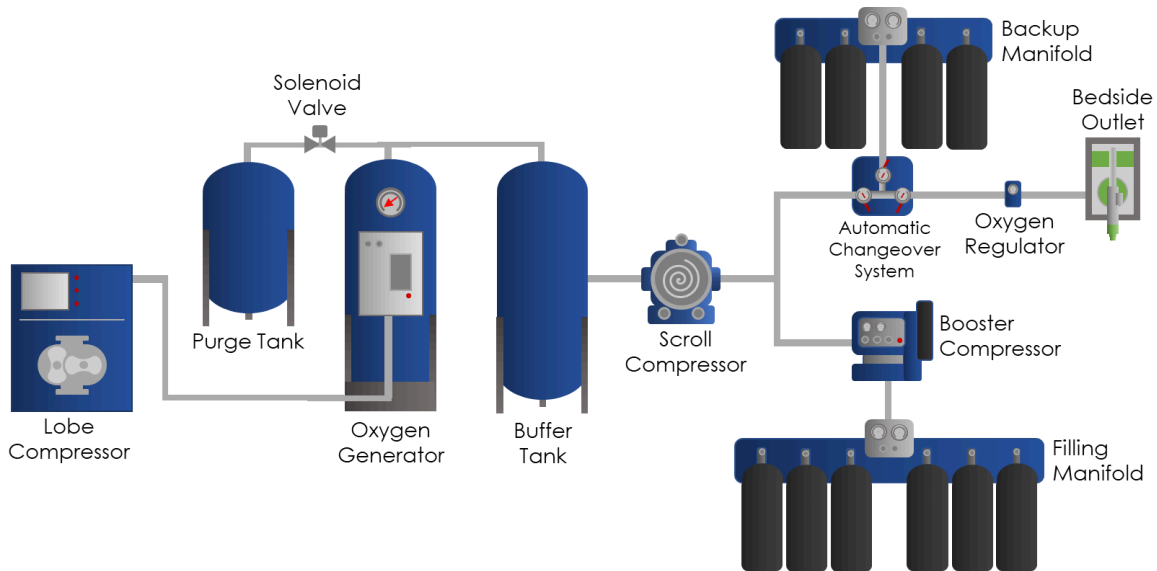 Backup
Manifold
Solenoid
Valve
Bedside
Outlet
Automatic
Changeover
System
Oxygen
Regulator
Purge Tank
Scroll
Compressor
Booster
Compressor
Lobe
Compressor
Oxygen
Generator
Buffer
Tank
Filling
Manifold